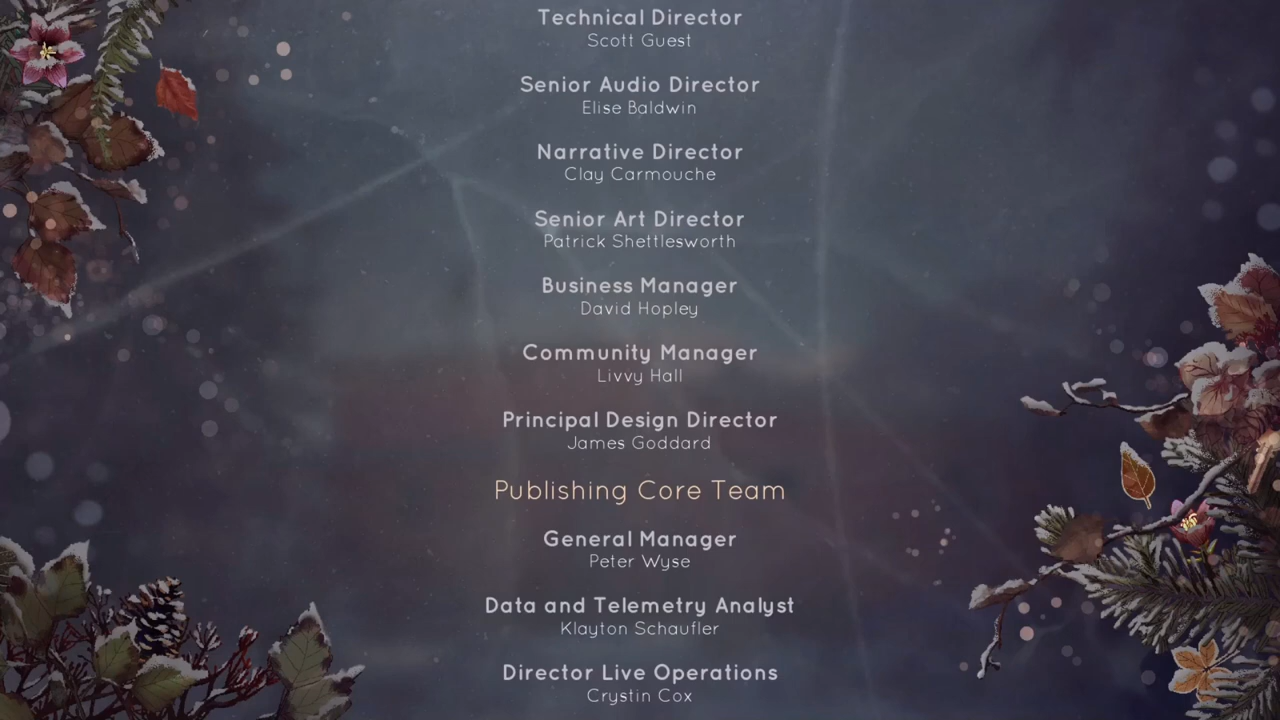 Technical Director
Scott Guest
Senior Audio Director
Elise Baldwin
Narrative Director
Clay Carmouche
Senior Art Director
Patrick Shettlesworth
Business Manager
David Hopley
Community Manager
Livvy Hall
Principal Design Director
James Goddard
Publishing Core Team
General Manager
Peter Wyse
Data and Telemetry Analyst
Klayton Schaufler
Director Live Operations
Crystin Cox